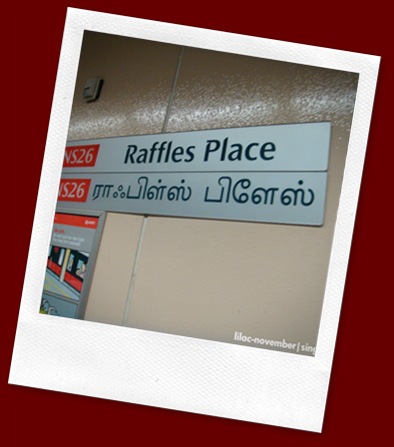 NS26 Raffles Place
NS26 ராஃபிள்ஸ் பிளேஸ்
lilac-november | sing